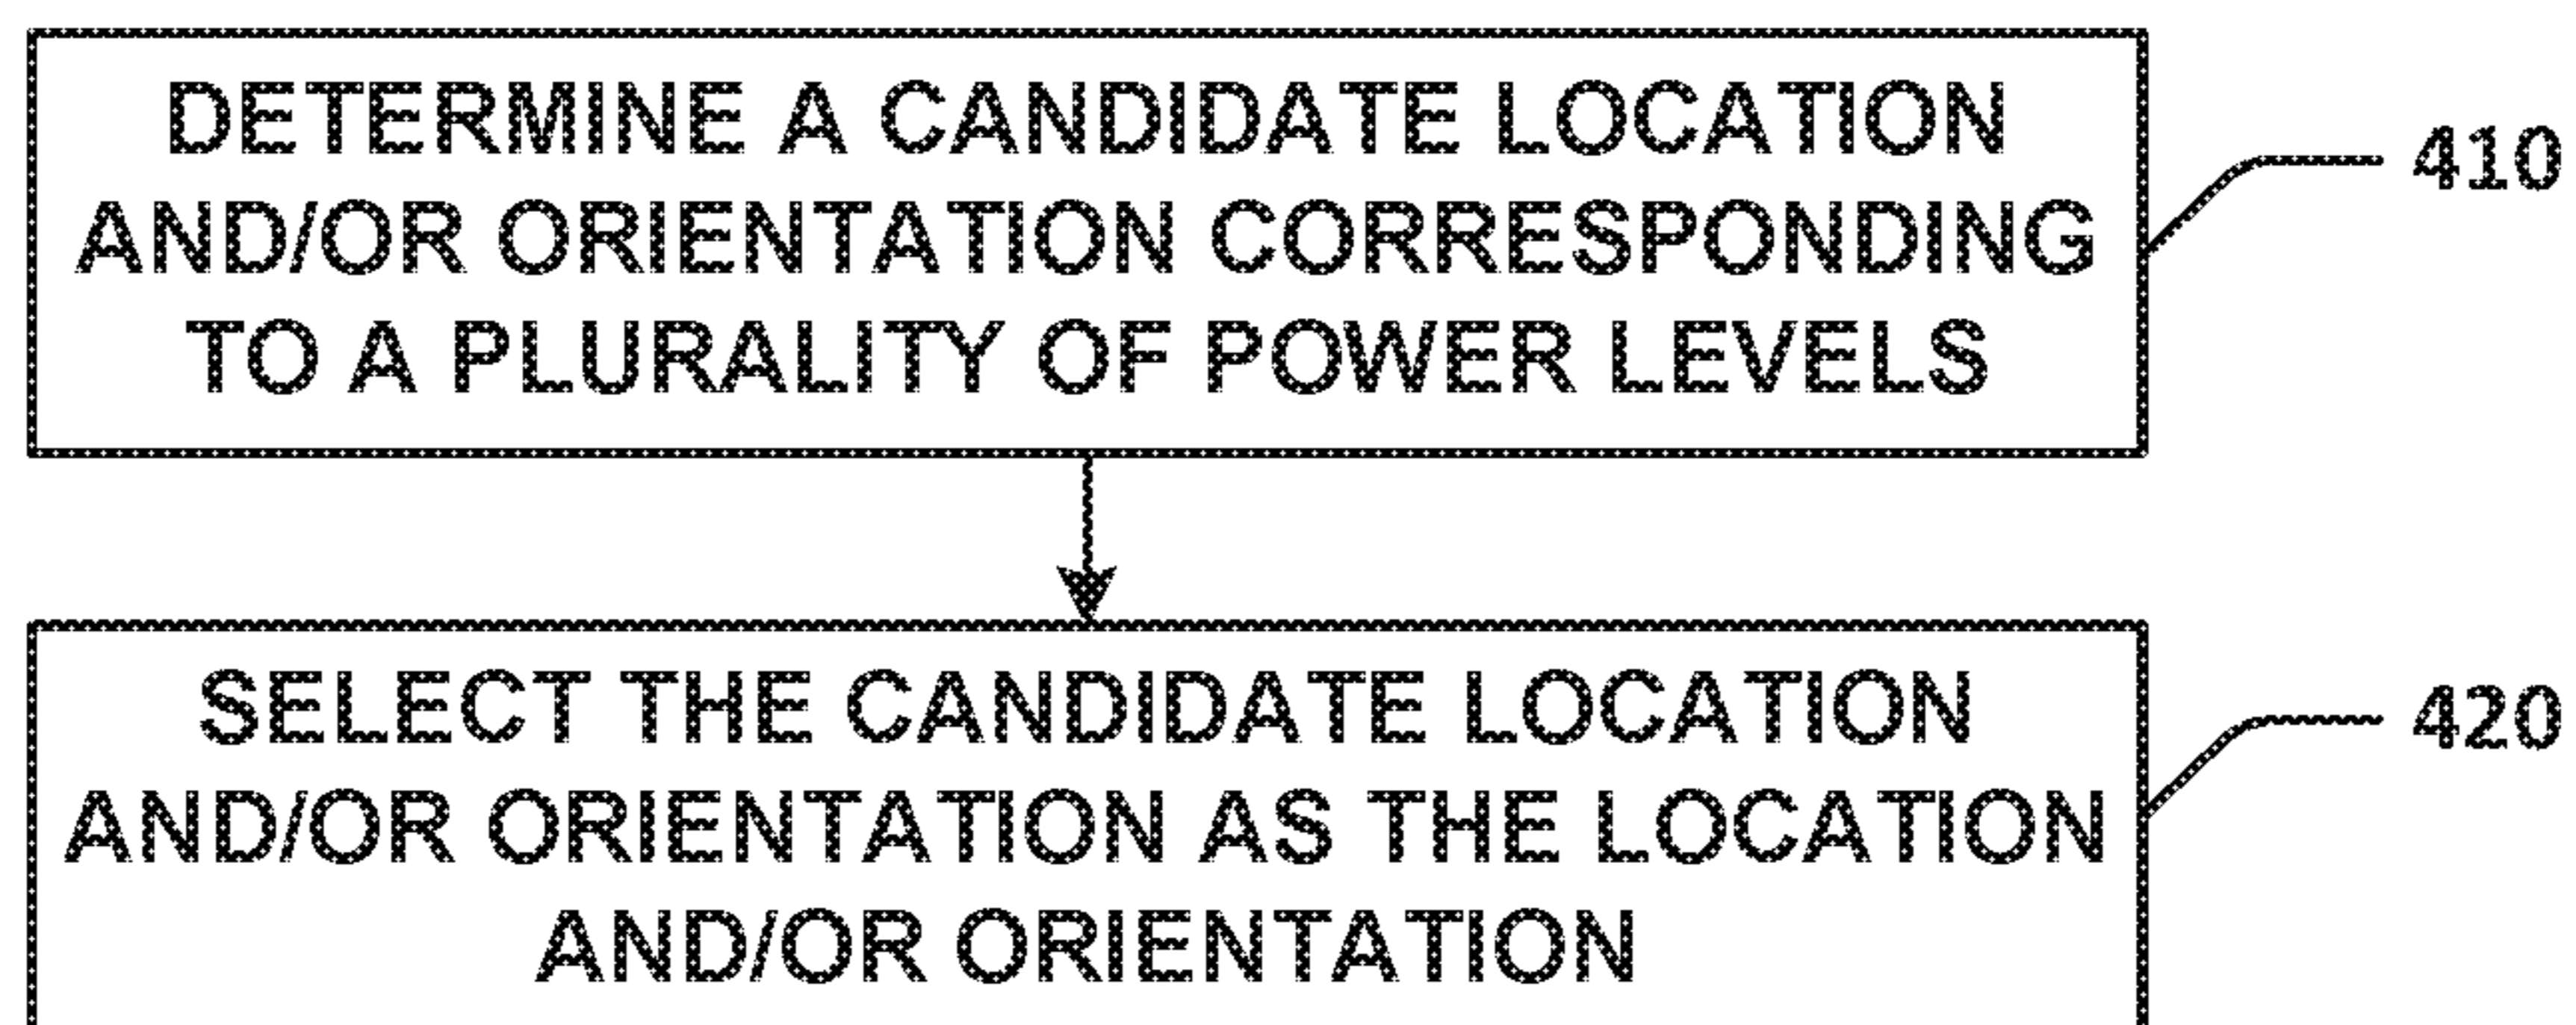 DETERMINE A CANDIDATE LOCATION
AND/OR ORIENTATION CORRESPONDING
TO A PLURALITY OF POWER LEVELS
410
SELECT THE CANDIDATE LOCATION
AND/OR ORIENTATION AS THE LOCATION
AND/OR ORIENTATION
420